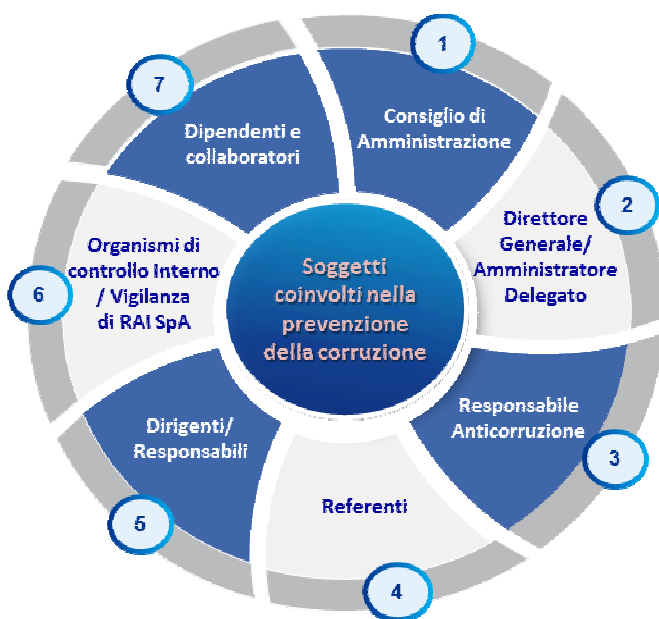 Soggetti
coinvolti nella
prevenzione
della corruzione
1
Consiglio di
Amministrazione
2
Direttore
Generale/
Amministratore
Delegato
3
Responsabile
Anticorruzione
4
Referenti
5
Dirigenti/
Responsabili
6
Organismi di
controllo Interno
/ Vigilanza
di RAI SpA
7
Dipendenti e
collaboratori